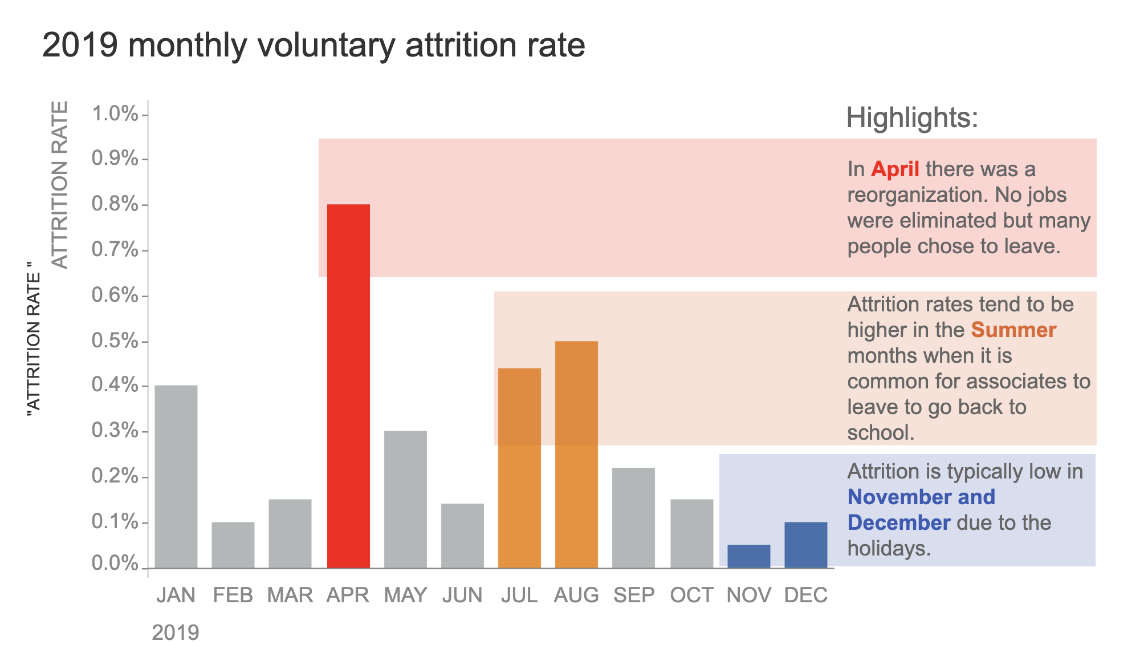 2019 monthly voluntary attrition rate
ATTRITION RATE
"ATTRITION RATE "
1.0%
0.9%
0.8%
0.7%
0.6%
0.5%
0.4%
0.3%
0.2%
0.1%
0.0%
JAN FEB MAR APR MAY JUN JUL AUG SEP OCT NOV DEC
2019
Highlights:
In April there was a
reorganization. No jobs
were eliminated but many
people chose to leave.
Attrition rates tend to be
higher in the Summer
months when it is
common for associates to
leave to go back to
school.
Attrition is typically low in
November and
December due to the
holidays.